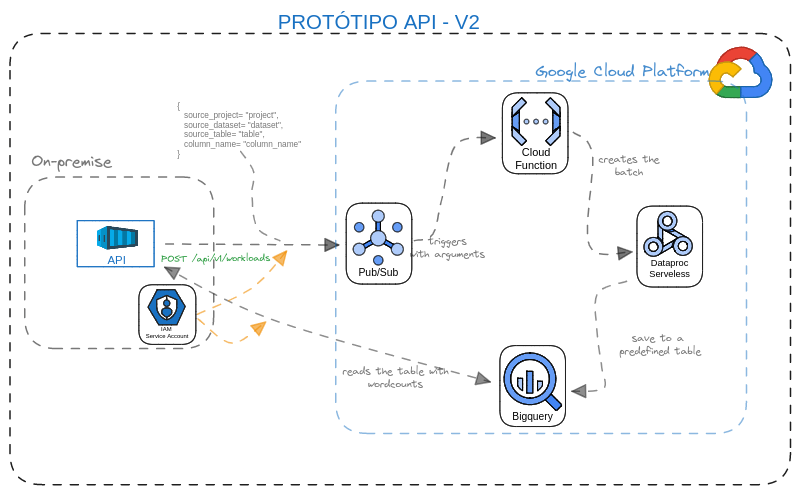 PROTÓTIPO API - V2
Google Cloud Platform
{
source_project= "project",
source_dataset= "dataset",
source_table= "table",
column_name= "column_name"
}
On-premise
Cloud
Function
creates the
batch
API
POST /api/v1/workloads
triggers
with arguments
Pub/Sub
Dataproc
Serveless
IAM
Service Account
save to a
predefined table
reads the table with
wordcounts
Bigquery